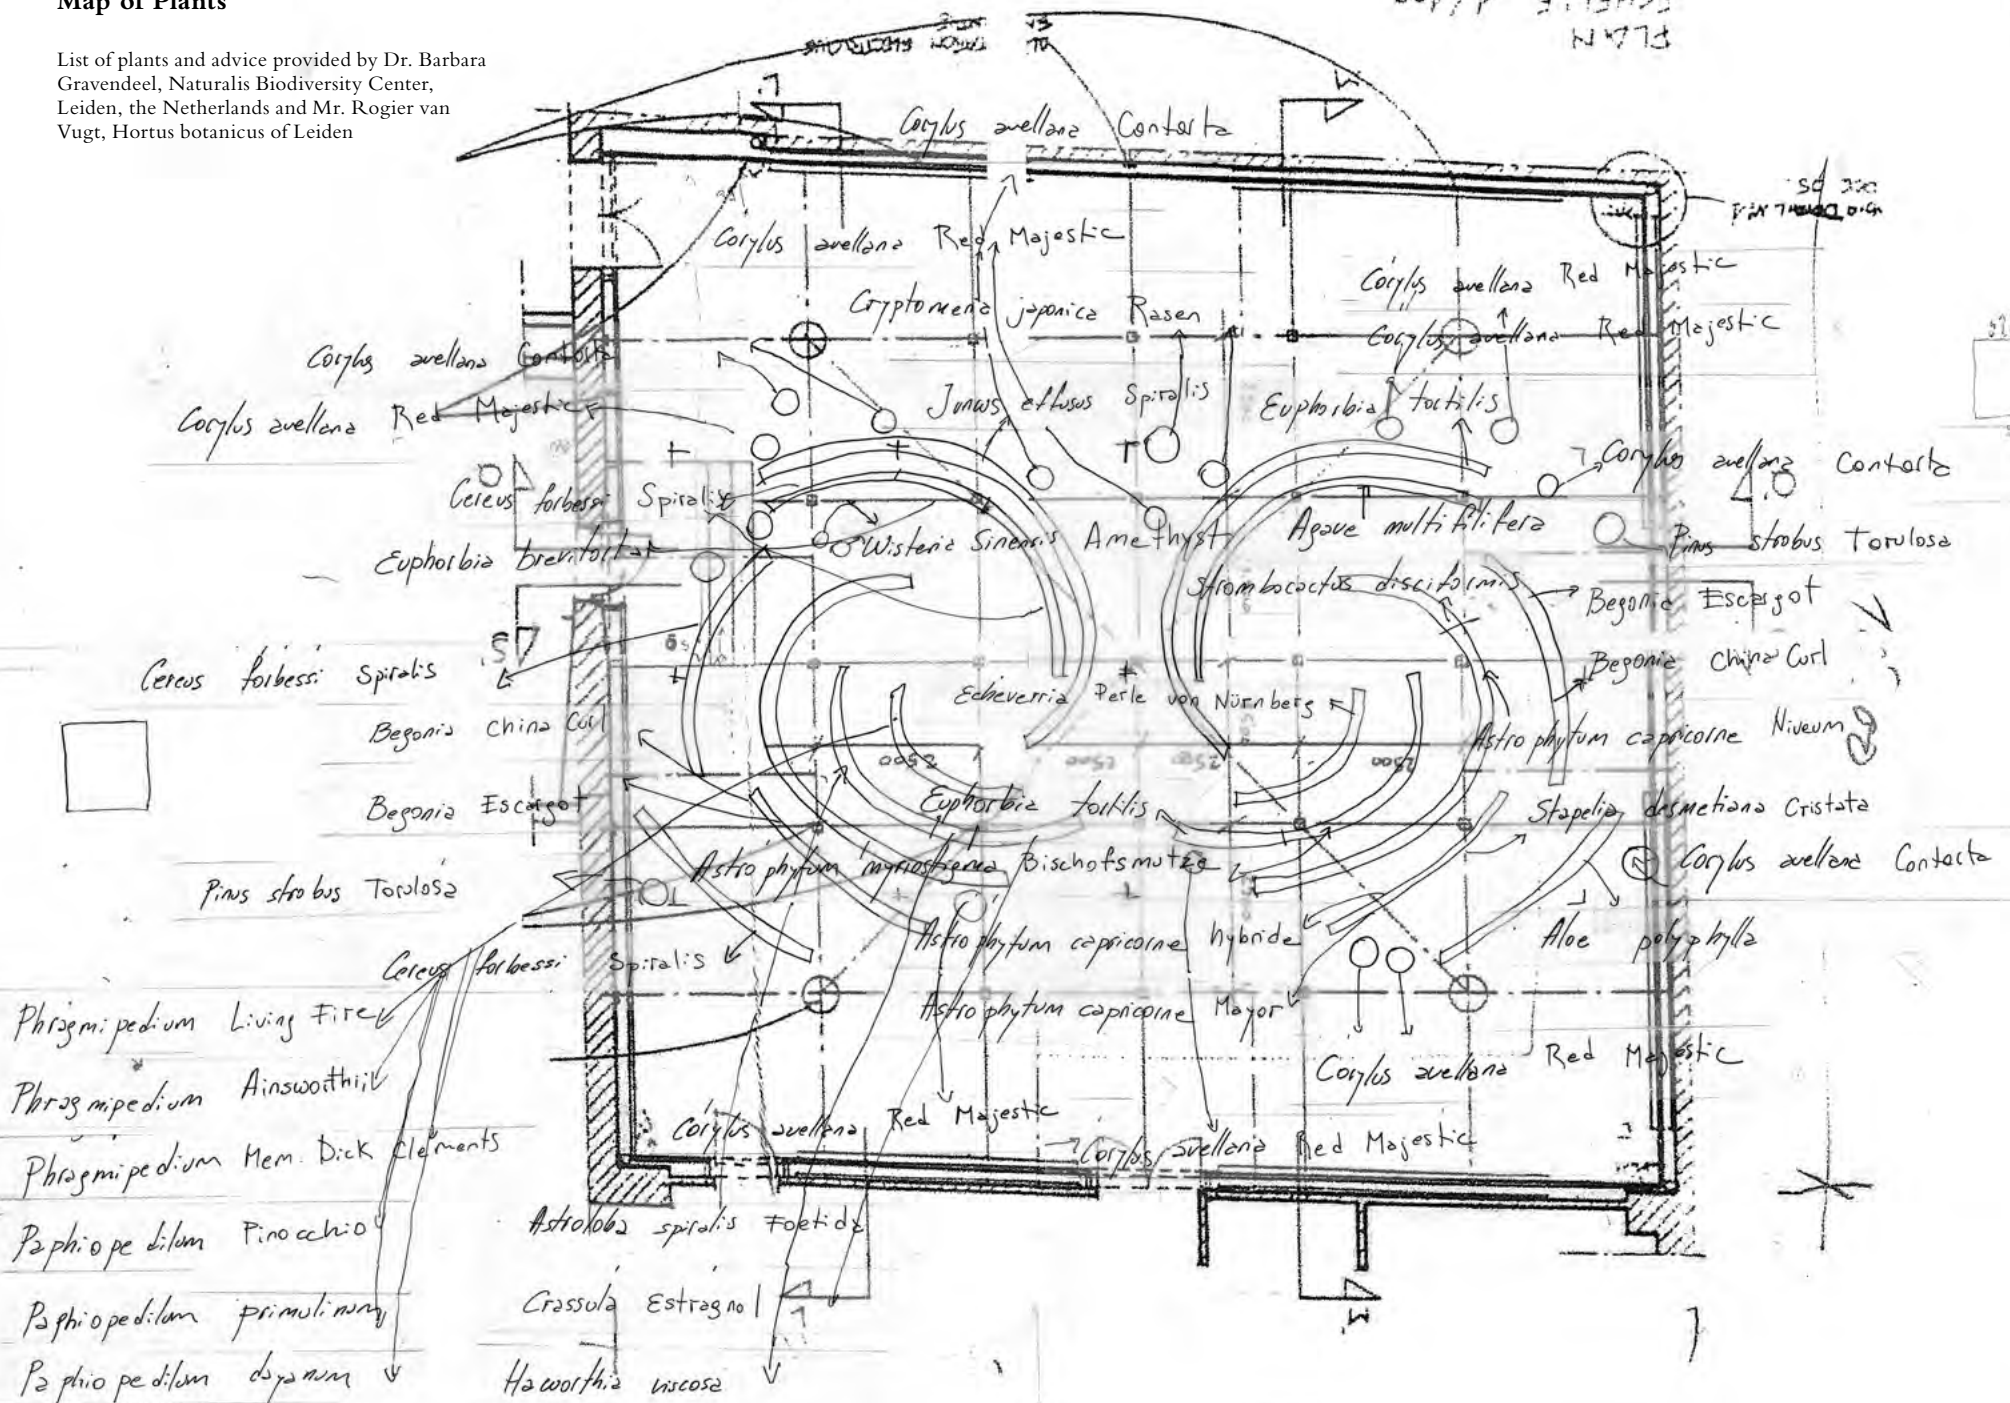 Map of Plants
List of plants and advice provided by Dr. Barbara
Gravendeel, Naturalis Biodiversity Center,
Leiden, the Netherlands and Mr. Rogier van
Vugt, Hortus botanicus of Leiden
PLAN
Corylus avellana Contorta
Corylus avellana Red Majestic
Corylus avellana Red Majestic
Cryptomeria japonica Rasen
Corylus avellana Red Majestic
Corylus avellana Contorta
Corylus avellana Red Majestic
Juncus effusus Spiralis
Euphorbia tortilis
Corylus avellana Contorta
Cereus forbessi Spiralis
Wisteria Sinensis Amethyst
Agave multifilifera
Pinus strobus Torulosa
Euphorbia brevitorta
Strombocactus disciformis
Begonia Escargot
Cereus forbessi Spiralis
Begonia China Curl
Echeverria Perle von Nürnberg
Begonia China Curl
Astrophytum capricorne Niveum
2500
2500
2500
2500
Begonia Escargot
Euphorbia tortilis
Stapelia desmetiana Cristata
Astrophytum myriostigma Bischofsmutze
Corylus avellana Contorta
Pinus strobus Torulosa
Astrophytum capricorne hybride
Aloe polyphylla
Cereus forbessi Spiralis
Astrophytum capricorne Mayor
Phragmipedium Living Fire
Corylus avellana Red Majestic
Phragmipedium Ainsworthii
Corylus avellana Red Majestic
Corylus avellana Red Majestic
Phragmipedium Mem. Dick Clements
Paphiopedilum Pinocchio
Astroloba spiralis Foetida
Paphiopedilum primulinum
Crassula Estragnol
Paphiopedilum dayanum
Haworthia viscosa